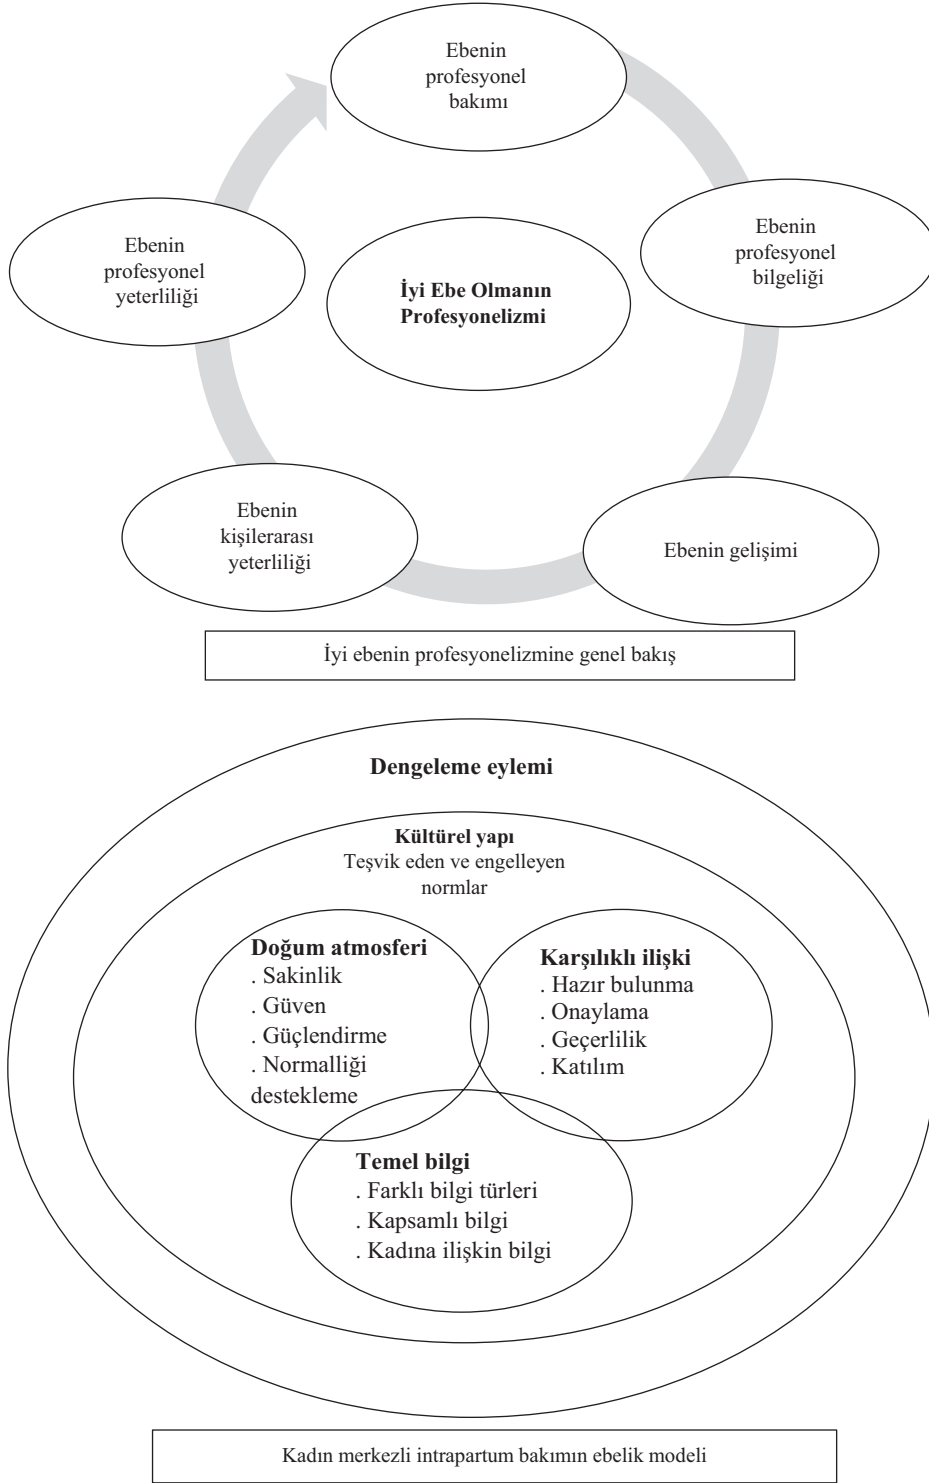 Ebenin
profesyonel
bakımı
Ebenin
profesyonel
bilgeliği
Ebenin
profesyonel
yeterliliği
İyi Ebe Olmanın
Profesyonelizmi
Ebenin
kişilerarası
yeterliliği
Ebenin gelişimi
İyi ebenin profesyonelizmine genel bakış
Dengeleme eylemi
Kültürel yapı
Teşvik eden ve engelleyen
normlar
Doğum atmosferi
. Sakinlik
. Güven
. Güçlendirme
. Normalliği
destekleme
Karşılıklı ilişki
. Hazır bulunma
. Onaylama
. Geçerlilik
. Katılım
Temel bilgi
. Farklı bilgi türleri
. Kapsamlı bilgi
. Kadına ilişkin bilgi
Kadın merkezli intrapartum bakımın ebelik modeli